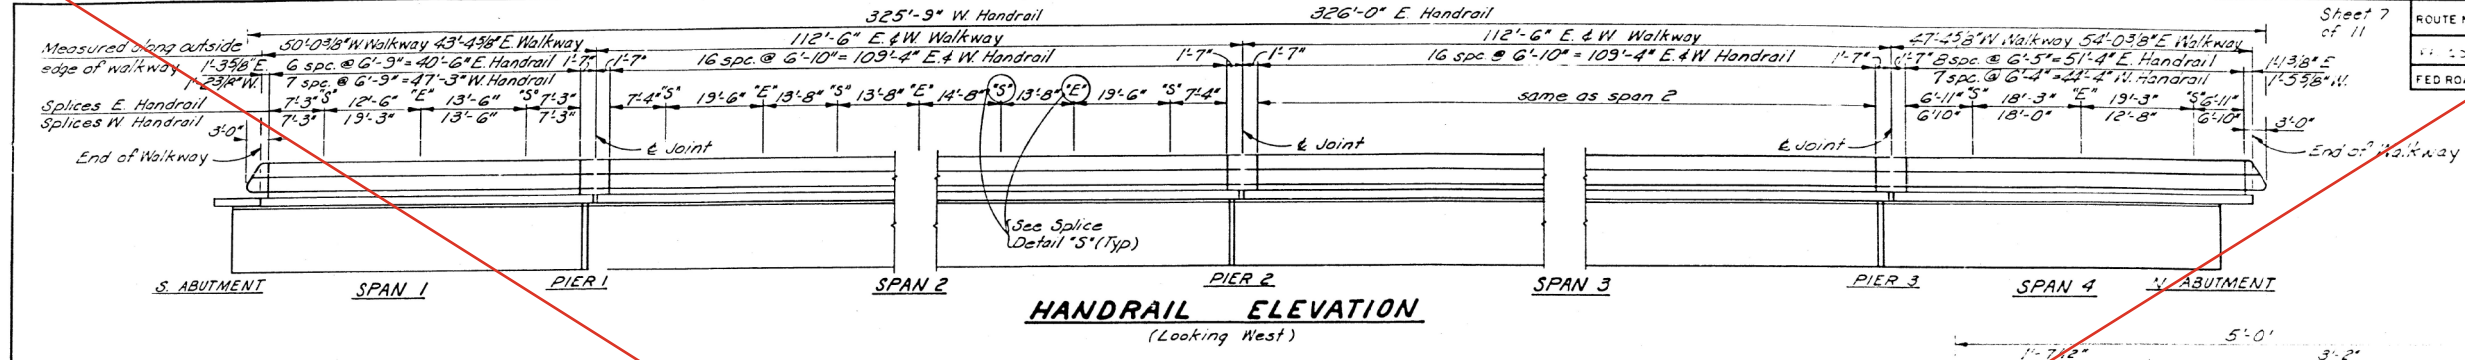 325'-9" W. Handrail 326'-0" E. Handrail Sheet 7
of 11
ROUTE
Measured along outside
edge of walkway
50'-0 3/8" W. Walkway 43'-4 5/8" E. Walkway 112'-6" E. & W. Walkway 112'-6" E. & W. Walkway 47'-4 5/8" W. Walkway 54'-0 3/8" E. Walkway
1'-3 5/8" E. 6 spc. @ 6'-9" = 40'-6" E. Handrail 1'-7" 1'-7" 16 spc. @ 6'-10" = 109'-4" E. & W. Handrail 1'-7" 1'-7" 16 spc. @ 6'-10" = 109'-4" E. & W. Handrail 1'-7" 1'-7" 8 spc. @ 6'-5" = 51'-4" E. Handrail 1'-1 3/8" E
1'-2 3/8" W. 7 spc. @ 6'-9" = 47'-3" W. Handrail 7 spc. @ 6'-4" = 44'-4" W. Handrail 1'-5 5/8" W.
FED ROA
Splices E. Handrail 7'-3" "S" 12'-6" "E" 13'-6" "S" 7'-3" 7'-4" "S" 19'-6" "E" 13'-8" "S" 13'-8" "E" 14'-8" "S" 13'-8" "E" 19'-6" "S" 7'-4" same as span 2 6'-11" "S" 18'-3" "E" 19'-3" "S" 6'-11"
Splices W. Handrail 7'-3" 19'-3" 13'-6" 7'-3" 6'10" 18'-0" 12'-8" 6'-10"
3'-0" 3'-0"
End of Walkway ℄ Joint ℄ Joint ℄ Joint End of Walkway
See Splice
Detail "S" (Typ)
S. ABUTMENT SPAN 1 PIER 1 SPAN 2 PIER 2 SPAN 3 PIER 3 SPAN 4 N. ABUTMENT
HANDRAIL ELEVATION
(Looking West)
5'-0"
1'-7 1/2" 3'-2"